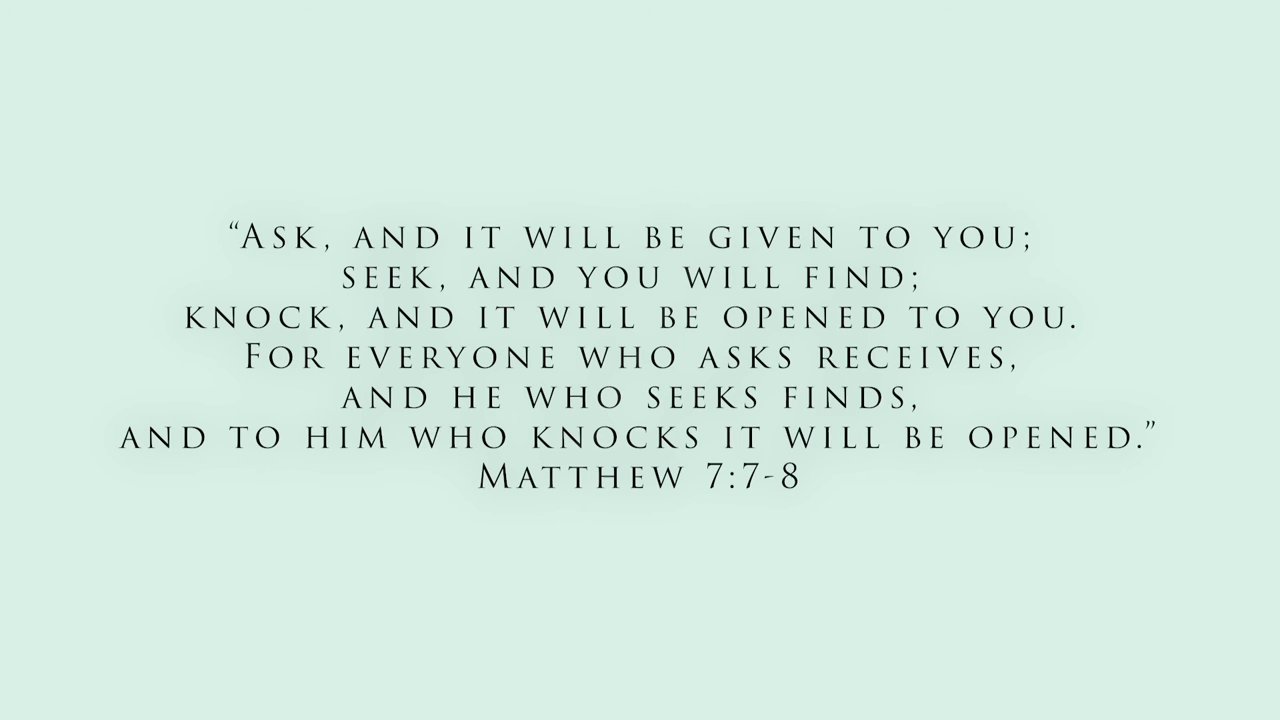 “Ask, and it will be given to you;
seek, and you will find;
knock, and it will be opened to you.
For everyone who asks receives,
and he who seeks finds,
and to him who knocks it will be opened.”
Matthew 7:7-8